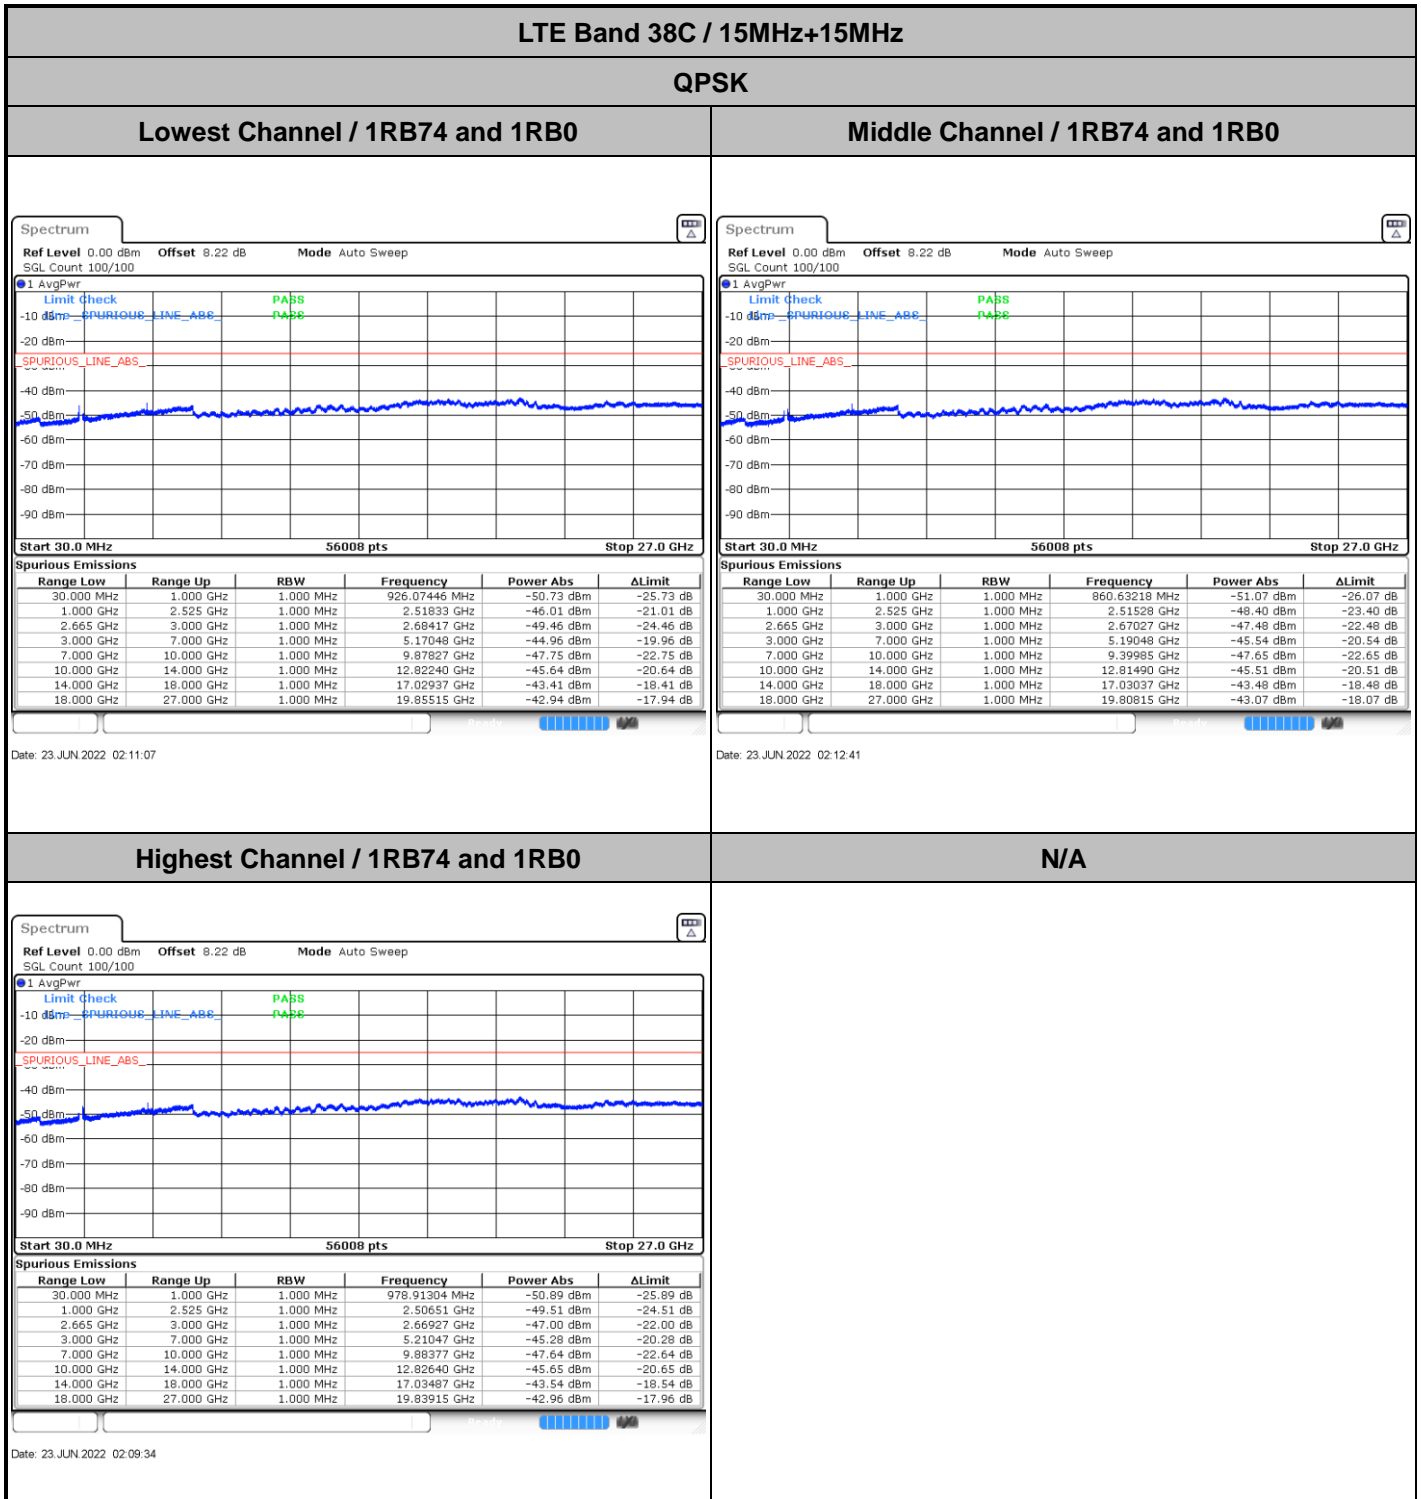 LTE Band 38C / 15MHz+15MHz
QPSK
Lowest Channel / 1RB74 and 1RB0
Middle Channel / 1RB74 and 1RB0
Spectrum
Ref Level 0.00 dBm Offset 8.22 dB Mode Auto Sweep
SGL Count 100/100
1 AvgPwr
Limit Check PASS
-10 dBm Line _SPURIOUS_LINE_ABS_ PASS
-20 dBm
_SPURIOUS_LINE_ABS_
-40 dBm
-50 dBm
-60 dBm
-70 dBm
-80 dBm
-90 dBm
Start 30.0 MHz 56008 pts Stop 27.0 GHz
Spurious Emissions
Range Low Range Up RBW Frequency Power Abs ΔLimit
30.000 MHz 1.000 GHz 1.000 MHz 926.07446 MHz -50.73 dBm -25.73 dB
1.000 GHz 2.525 GHz 1.000 MHz 2.51833 GHz -46.01 dBm -21.01 dB
2.665 GHz 3.000 GHz 1.000 MHz 2.68417 GHz -49.46 dBm -24.46 dB
3.000 GHz 7.000 GHz 1.000 MHz 5.17048 GHz -44.96 dBm -19.96 dB
7.000 GHz 10.000 GHz 1.000 MHz 9.87827 GHz -47.75 dBm -22.75 dB
10.000 GHz 14.000 GHz 1.000 MHz 12.82240 GHz -45.64 dBm -20.64 dB
14.000 GHz 18.000 GHz 1.000 MHz 17.02937 GHz -43.41 dBm -18.41 dB
18.000 GHz 27.000 GHz 1.000 MHz 19.85515 GHz -42.94 dBm -17.94 dB
Ready
Date: 23.JUN.2022 02:11:07
Spectrum
Ref Level 0.00 dBm Offset 8.22 dB Mode Auto Sweep
SGL Count 100/100
1 AvgPwr
Limit Check PASS
-10 dBm Line _SPURIOUS_LINE_ABS_ PASS
-20 dBm
_SPURIOUS_LINE_ABS_
-40 dBm
-50 dBm
-60 dBm
-70 dBm
-80 dBm
-90 dBm
Start 30.0 MHz 56008 pts Stop 27.0 GHz
Spurious Emissions
Range Low Range Up RBW Frequency Power Abs ΔLimit
30.000 MHz 1.000 GHz 1.000 MHz 860.63218 MHz -51.07 dBm -26.07 dB
1.000 GHz 2.525 GHz 1.000 MHz 2.51528 GHz -48.40 dBm -23.40 dB
2.665 GHz 3.000 GHz 1.000 MHz 2.67027 GHz -47.48 dBm -22.48 dB
3.000 GHz 7.000 GHz 1.000 MHz 5.19048 GHz -45.54 dBm -20.54 dB
7.000 GHz 10.000 GHz 1.000 MHz 9.39985 GHz -47.65 dBm -22.65 dB
10.000 GHz 14.000 GHz 1.000 MHz 12.81490 GHz -45.51 dBm -20.51 dB
14.000 GHz 18.000 GHz 1.000 MHz 17.03037 GHz -43.48 dBm -18.48 dB
18.000 GHz 27.000 GHz 1.000 MHz 19.80815 GHz -43.07 dBm -18.07 dB
Ready
Date: 23.JUN.2022 02:12:41
Highest Channel / 1RB74 and 1RB0
N/A
Spectrum
Ref Level 0.00 dBm Offset 8.22 dB Mode Auto Sweep
SGL Count 100/100
1 AvgPwr
Limit Check PASS
-10 dBm Line _SPURIOUS_LINE_ABS_ PASS
-20 dBm
_SPURIOUS_LINE_ABS_
-40 dBm
-50 dBm
-60 dBm
-70 dBm
-80 dBm
-90 dBm
Start 30.0 MHz 56008 pts Stop 27.0 GHz
Spurious Emissions
Range Low Range Up RBW Frequency Power Abs ΔLimit
30.000 MHz 1.000 GHz 1.000 MHz 978.91304 MHz -50.89 dBm -25.89 dB
1.000 GHz 2.525 GHz 1.000 MHz 2.50651 GHz -49.51 dBm -24.51 dB
2.665 GHz 3.000 GHz 1.000 MHz 2.66927 GHz -47.00 dBm -22.00 dB
3.000 GHz 7.000 GHz 1.000 MHz 5.21047 GHz -45.28 dBm -20.28 dB
7.000 GHz 10.000 GHz 1.000 MHz 9.88377 GHz -47.64 dBm -22.64 dB
10.000 GHz 14.000 GHz 1.000 MHz 12.82640 GHz -45.65 dBm -20.65 dB
14.000 GHz 18.000 GHz 1.000 MHz 17.03487 GHz -43.54 dBm -18.54 dB
18.000 GHz 27.000 GHz 1.000 MHz 19.83915 GHz -42.96 dBm -17.96 dB
Ready
Date: 23.JUN.2022 02:09:34